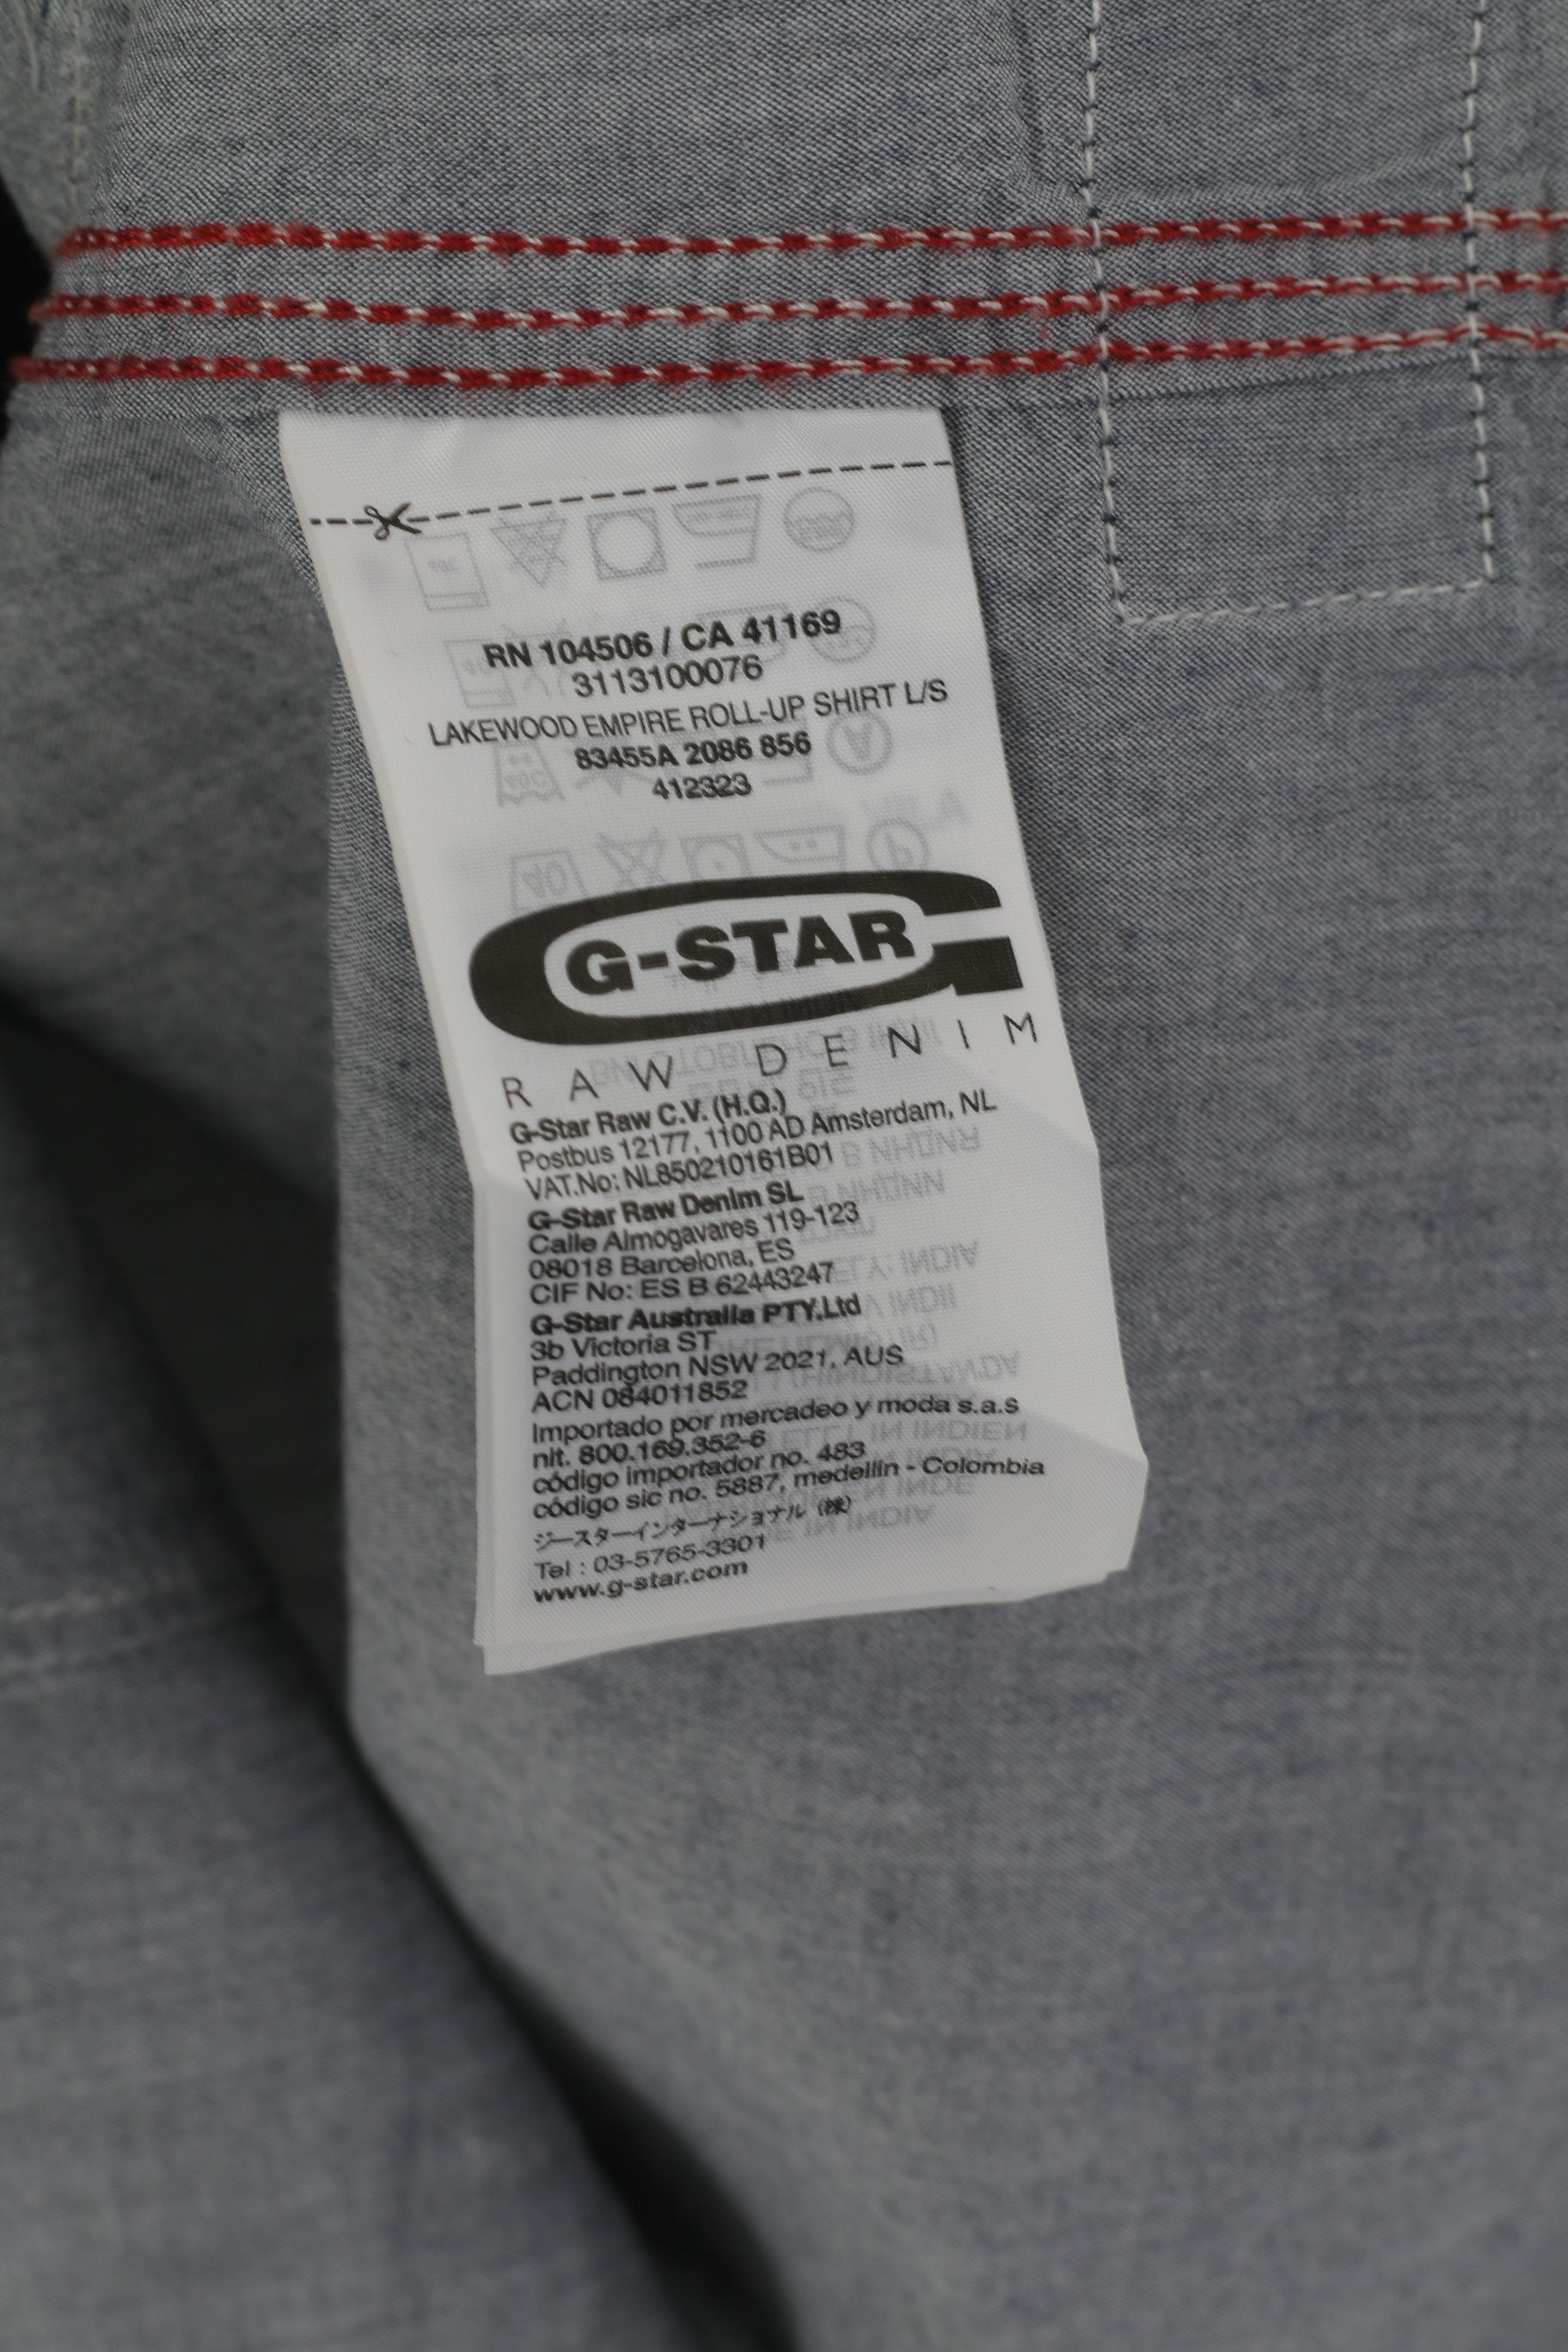 RN 104506 / CA 41169
3113100076
LAKEWOOD EMPIRE ROLL-UP SHIRT L/S
83455A 2086 856
412323
G-STAR
RAW DENIM
G-Star Raw C.V. (H.Q.)
Postbus 12177, 1100 AD Amsterdam, NL
VAT.No: NL850210161B01
G-Star Raw Denim SL
Calle Almogavares 119-123
08018 Barcelona, ES
CIF No: ES B 62443247
G-Star Australia PTY.Ltd
3b Victoria ST
Paddington NSW 2021, AUS
ACN 084011852
Importado por mercadeo y moda s.a.s
nit. 800.169.352-6
código importador no. 483
código sic no. 5887, medellín - Colombia
ジースターインターナショナル (株)
Tel : 03-5765-3301
www.g-star.com